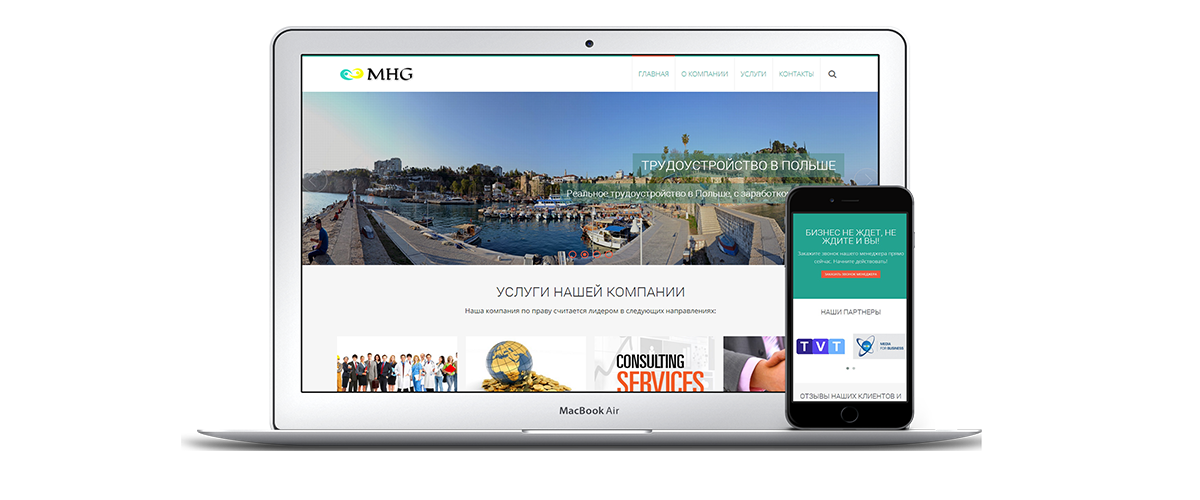 MHG
ГЛАВНАЯ
О КОМПАНИИ
УСЛУГИ
КОНТАКТЫ
ТРУДОУСТРОЙСТВО В ПОЛЬШЕ
Реальное трудоустройство в Польше, с заработко
УСЛУГИ НАШЕЙ КОМПАНИИ
Наша компания по праву считается лидером в следующих направлениях:
CONSULTING
SERVICES
MacBook Air
БИЗНЕС НЕ ЖДЕТ, НЕ
ЖДИТЕ И ВЫ!
Закажите звонок нашего менеджера прямо
сейчас. Начните действовать!
ЗАКАЗАТЬ ЗВОНОК МЕНЕДЖЕРА
НАШИ ПАРТНЕРЫ
TVT
MEDIA
FOR BUSINESS
ОТЗЫВЫ НАШИХ КЛИЕНТОВ И